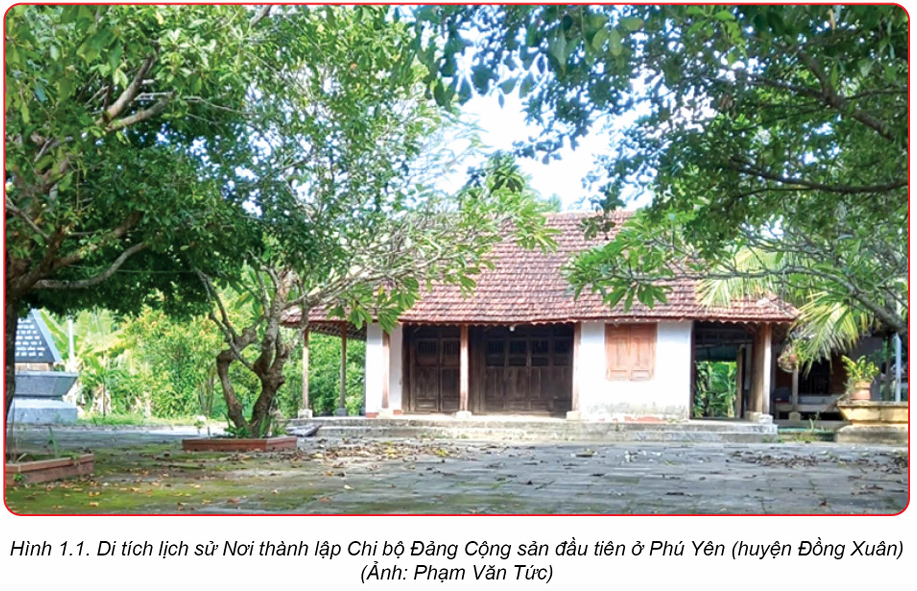 Hình 1.1. Di tích lịch sử Nơi thành lập Chi bộ Đảng Cộng sản đầu tiên ở Phú Yên (huyện Đồng Xuân)
(Ảnh: Phạm Văn Tức)